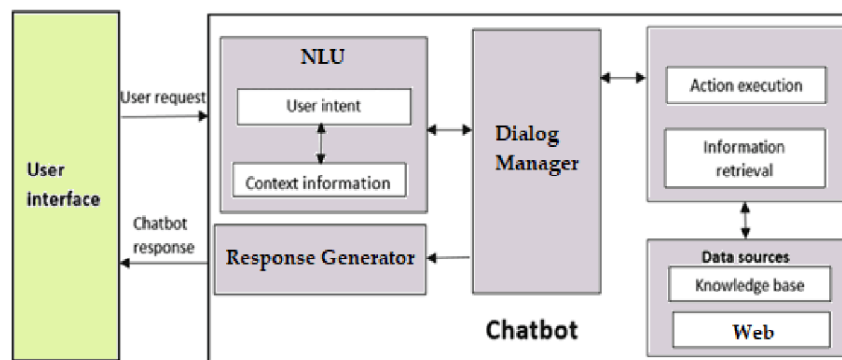 User
interface
User request
Chatbot
response
NLU
User intent
Context information
Response Generator
Dialog
Manager
Chatbot
Action execution
Information
retrieval
Data sources
Knowledge base
Web